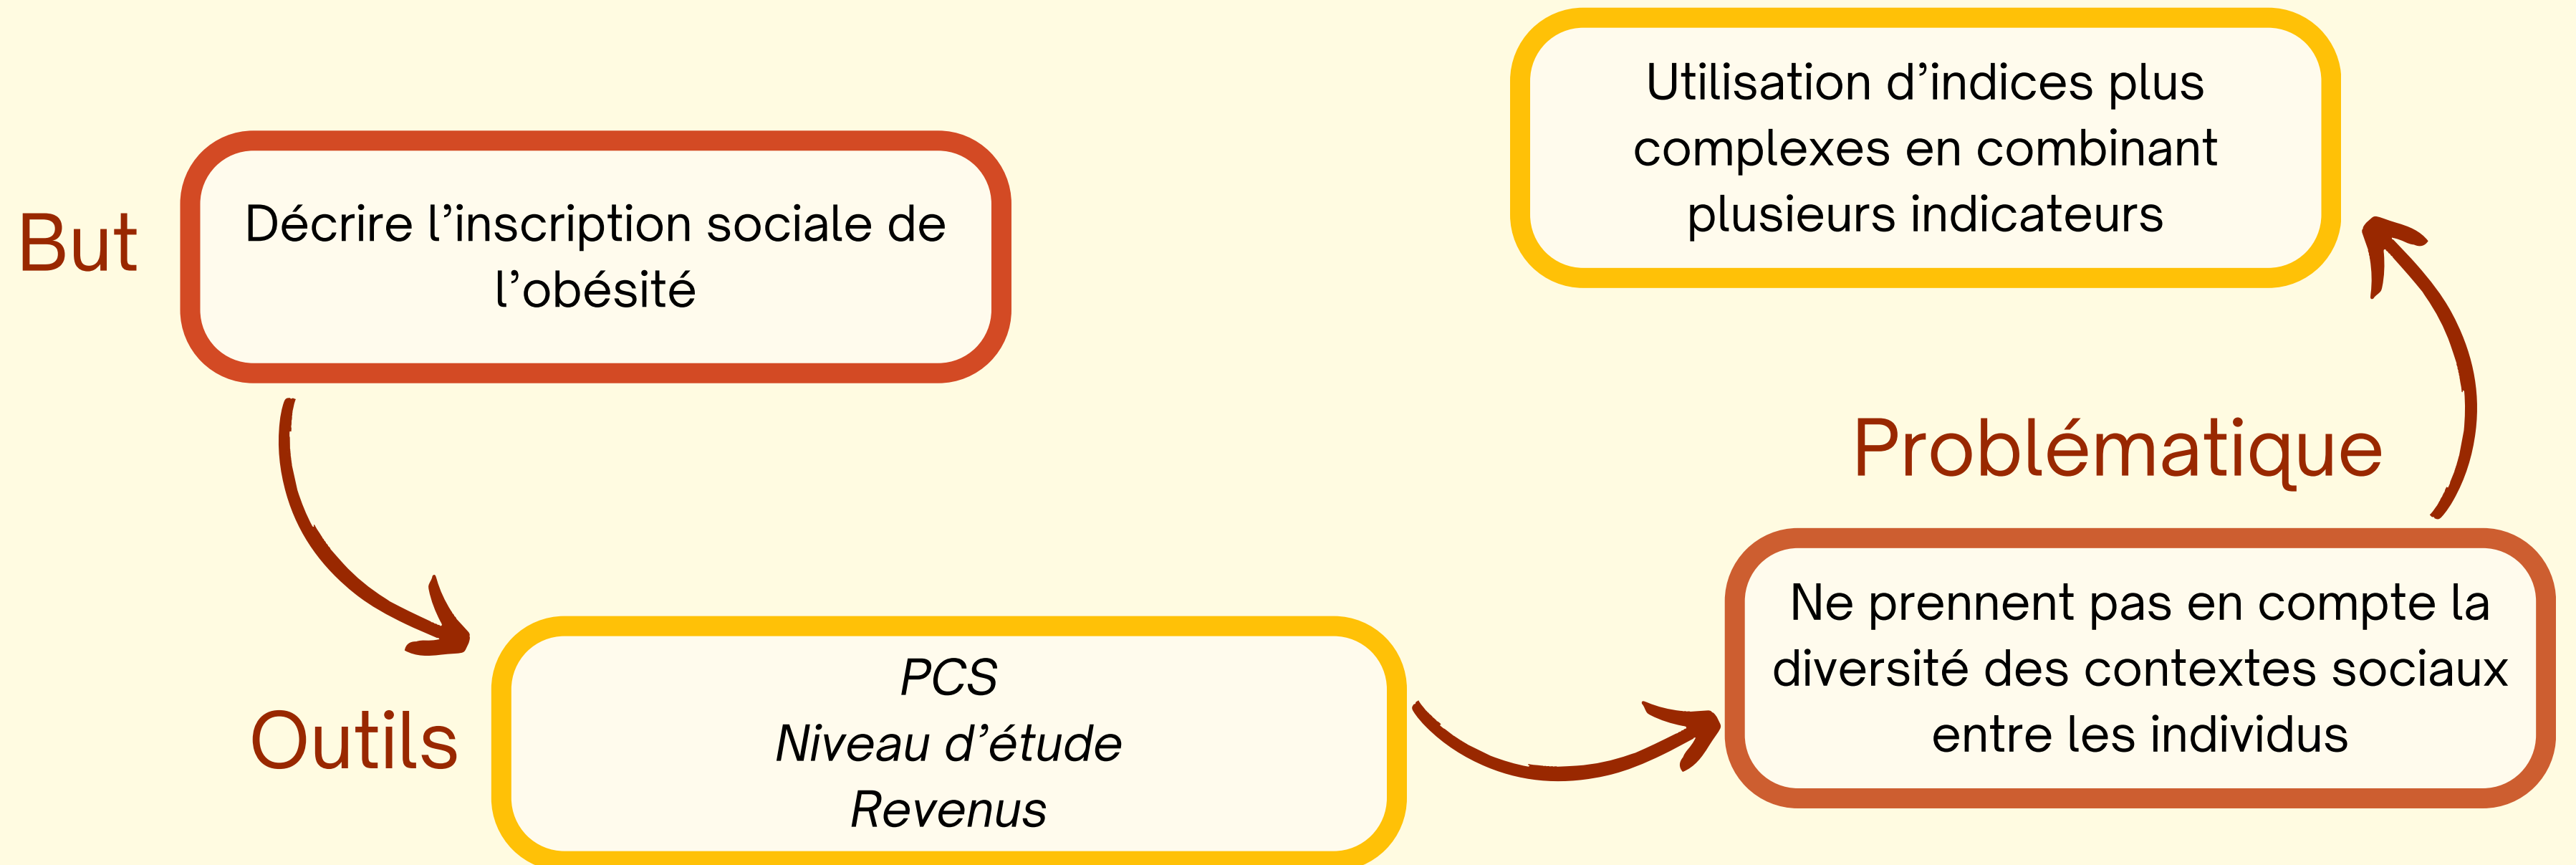 But
Décrire l’inscription sociale de
l’obésité
Outils
PCS
Niveau d’étude
Revenus
Problématique
Ne prennent pas en compte la
diversité des contextes sociaux
entre les individus
Utilisation d’indices plus
complexes en combinant
plusieurs indicateurs